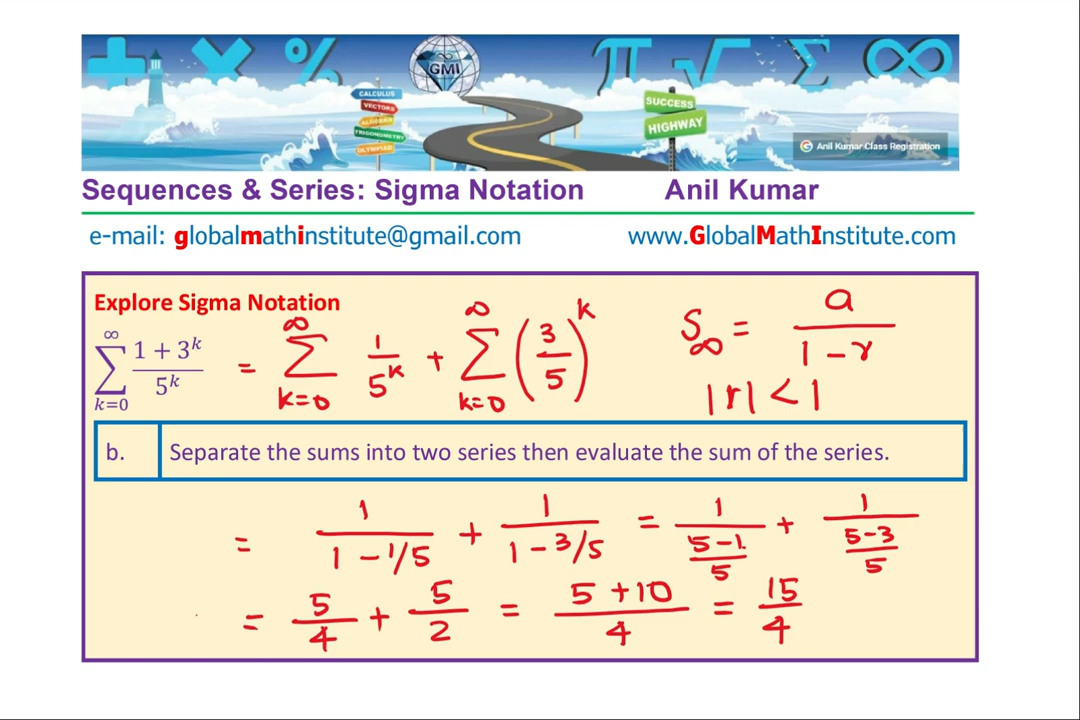 + × % GMI π √ Σ ∞
CALCULUS
VECTORS
ALGEBRA
TRIGONOMETRY
OLYMPIAD
SUCCESS
HIGHWAY
G Anil Kumar Class Registration
Sequences & Series: Sigma Notation Anil Kumar
e-mail: globalmathinstitute@gmail.com www.GlobalMathInstitute.com
Explore Sigma Notation
∑_{k=0}^{∞} (1 + 3^k)/5^k = ∑_{k=0}^{∞} 1/5^k + ∑_{k=0}^{∞} (3/5)^k
S_∞ = a/(1 - r)
|r| < 1
b. Separate the sums into two series then evaluate the sum of the series.
= 1/(1 - 1/5) + 1/(1 - 3/5) = 1/((5-1)/5) + 1/((5-3)/5)
= 5/4 + 5/2 = (5 + 10)/4 = 15/4